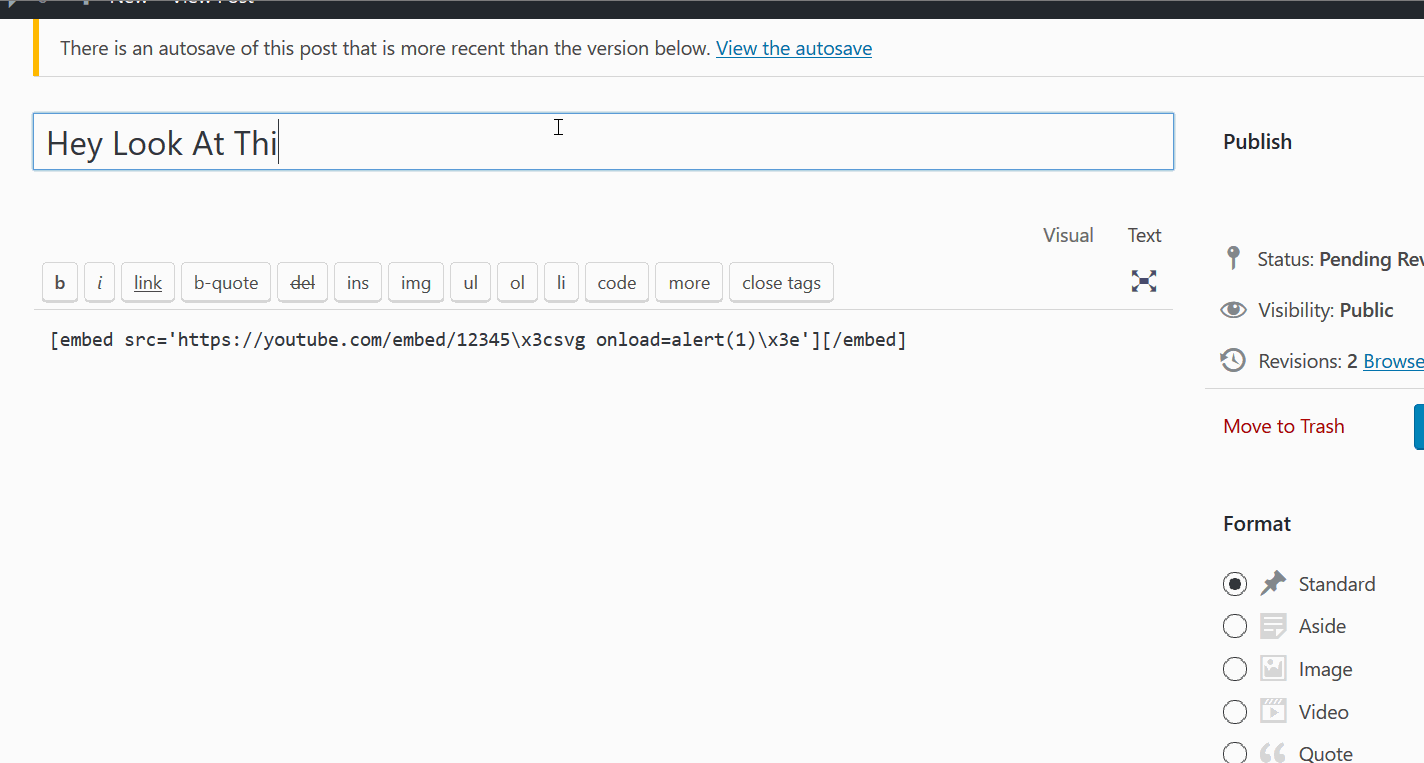 New View Post
There is an autosave of this post that is more recent than the version below. View the autosave
Hey Look At Thi
Publish
Visual Text
Status: Pending Rev
b i link b-quote del ins img ul ol li code more close tags
Visibility: Public
[embed src='https://youtube.com/embed/12345\x3csvg onload=alert(1)\x3e'][/embed]
Revisions: 2 Browse
Move to Trash
Format
Standard
Aside
Image
Video
Quote